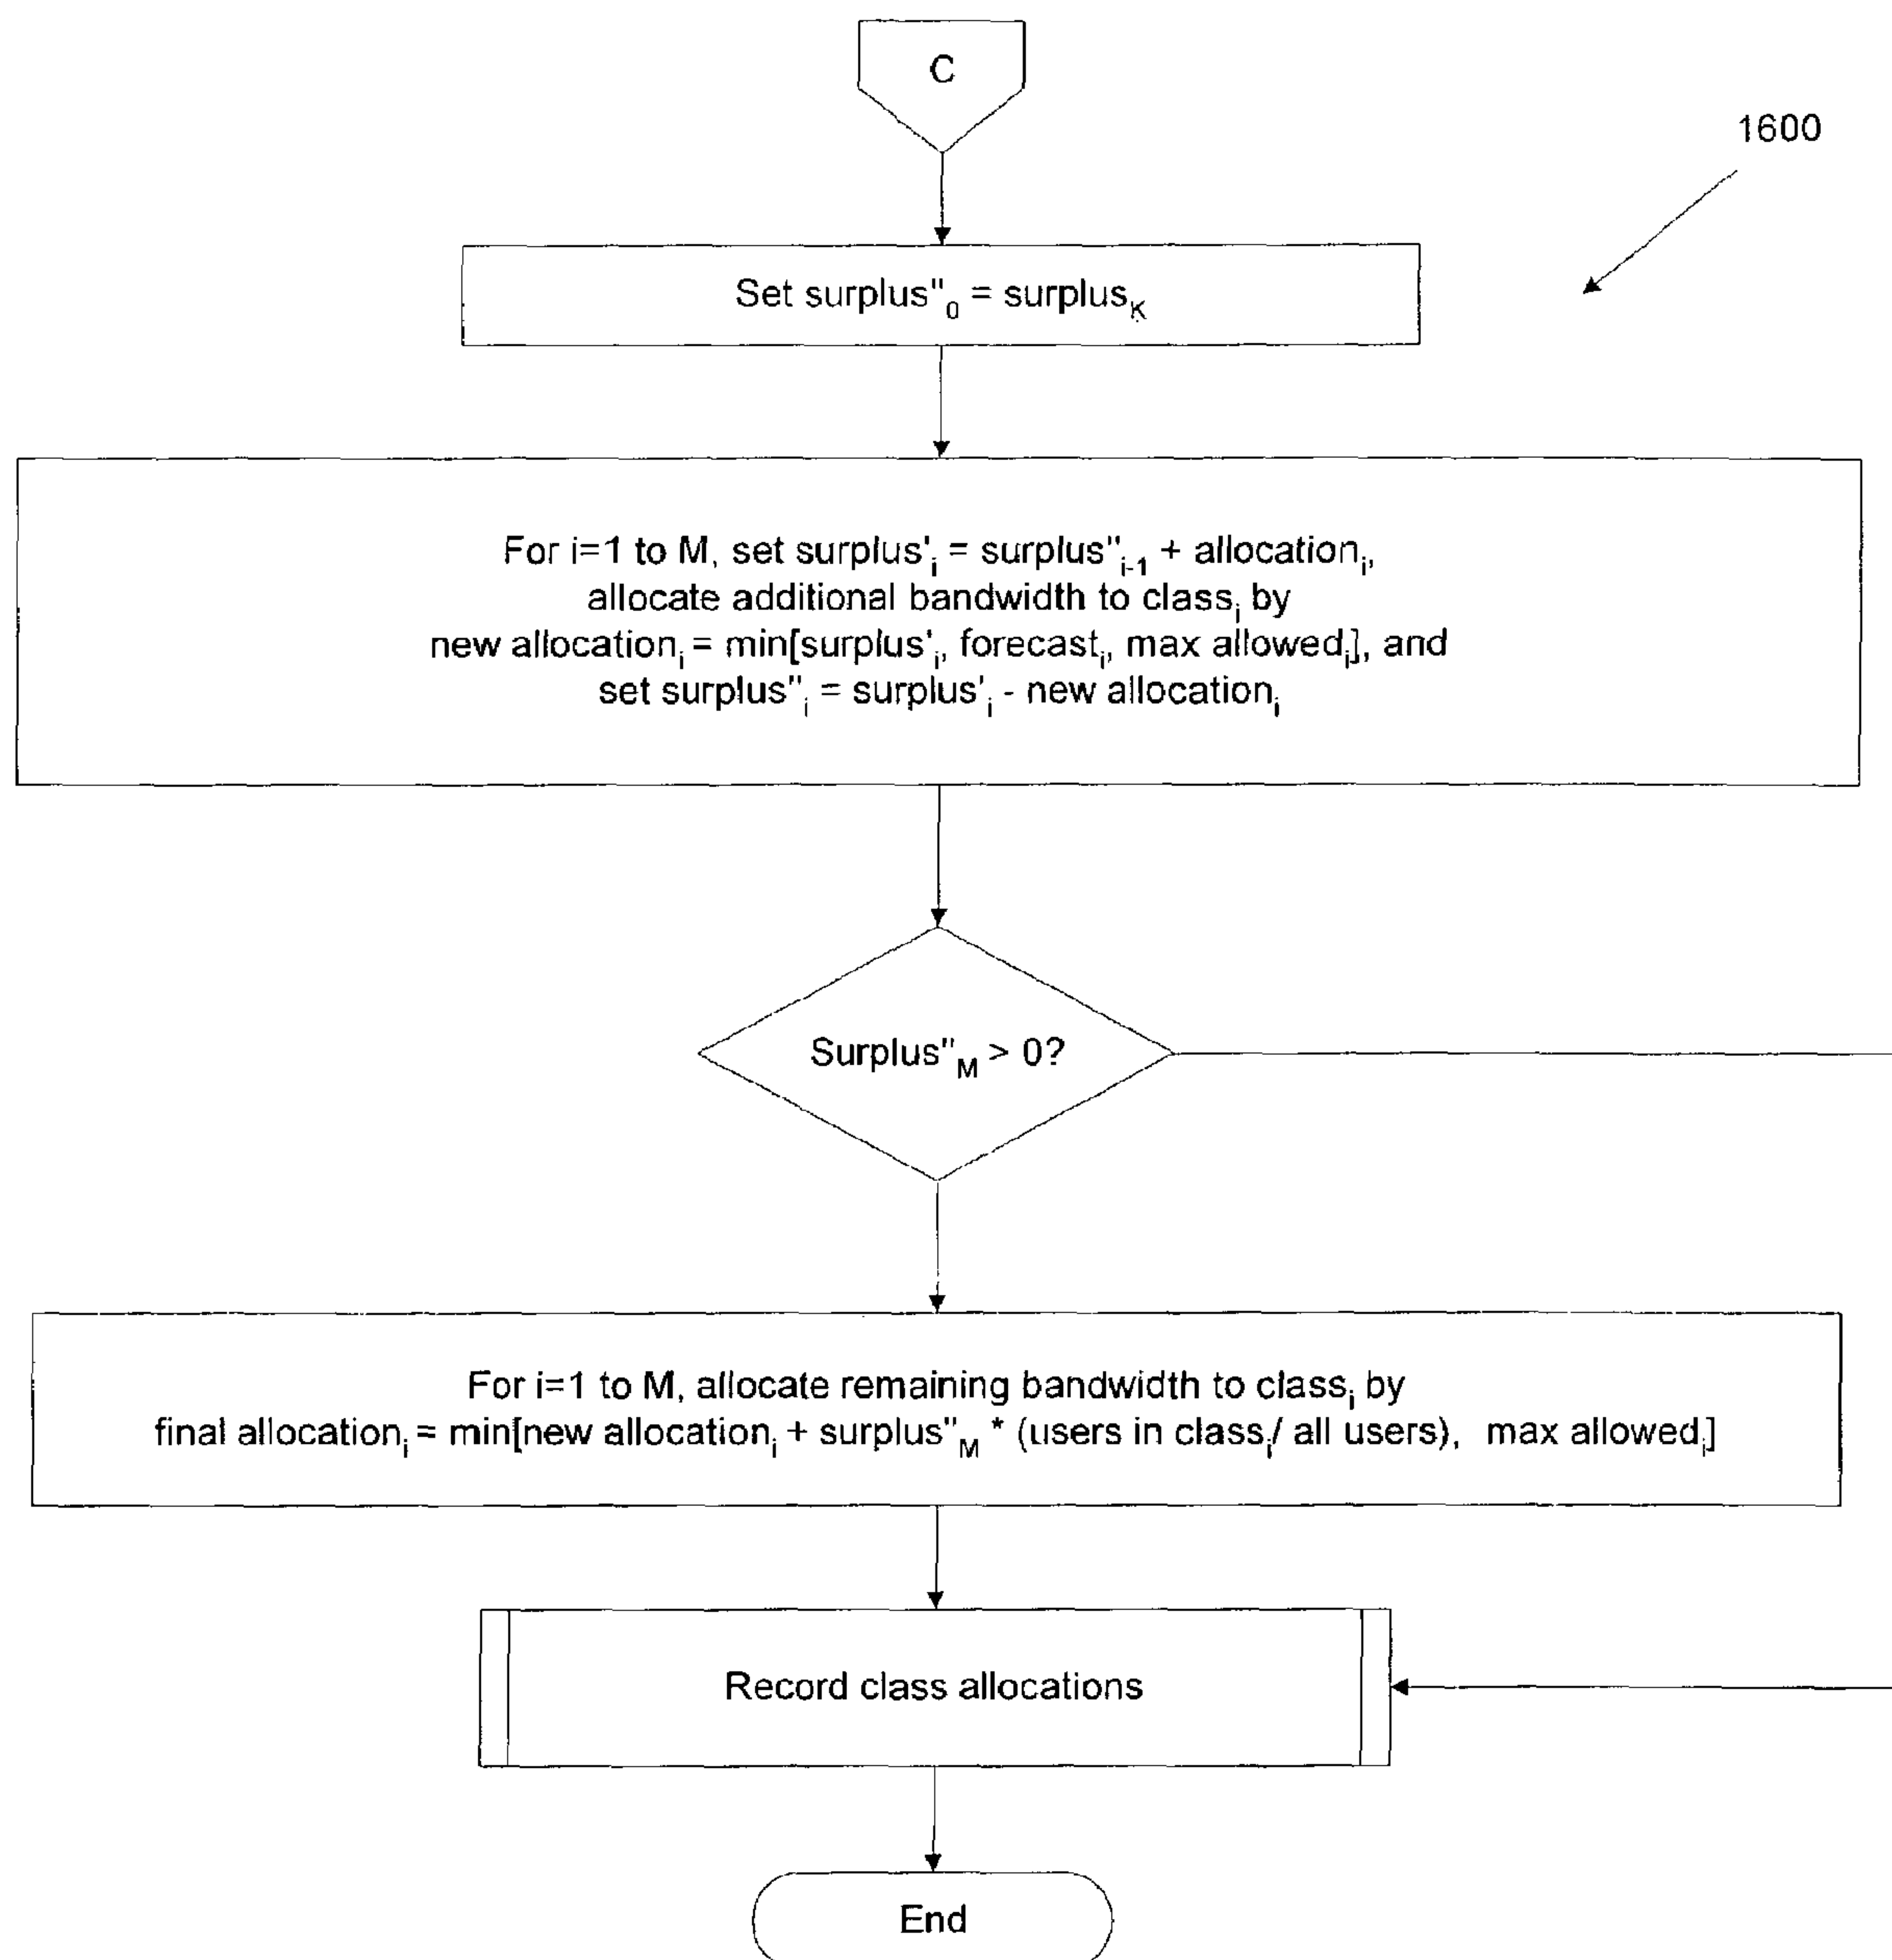 C
1600
Set surplus"₀ = surplus_K
For i=1 to M, set surplus'ᵢ = surplus"ᵢ₋₁ + allocationᵢ,
allocate additional bandwidth to classᵢ by
new allocationᵢ = min[surplus'ᵢ, forecastᵢ, max allowedᵢ], and
set surplus"ᵢ = surplus'ᵢ - new allocationᵢ
Surplus"_M > 0?
For i=1 to M, allocate remaining bandwidth to classᵢ by
final allocationᵢ = min[new allocationᵢ + surplus"_M * (users in classᵢ/ all users), max allowedᵢ]
Record class allocations
End